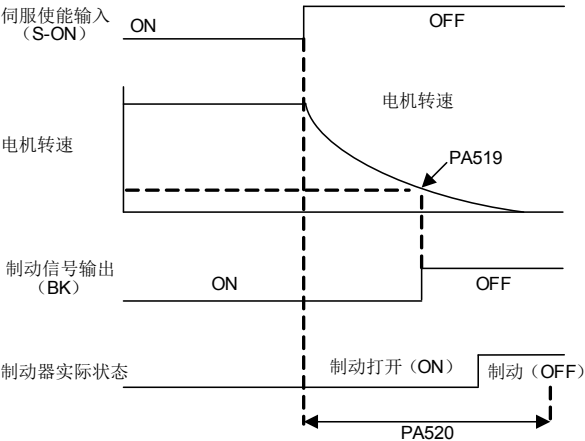 伺服使能输入
（S-ON）
ON
OFF
电机转速
电机转速
PA519
制动信号输出
（BK）
ON
OFF
制动器实际状态
制动打开（ON）
制动（OFF）
PA520